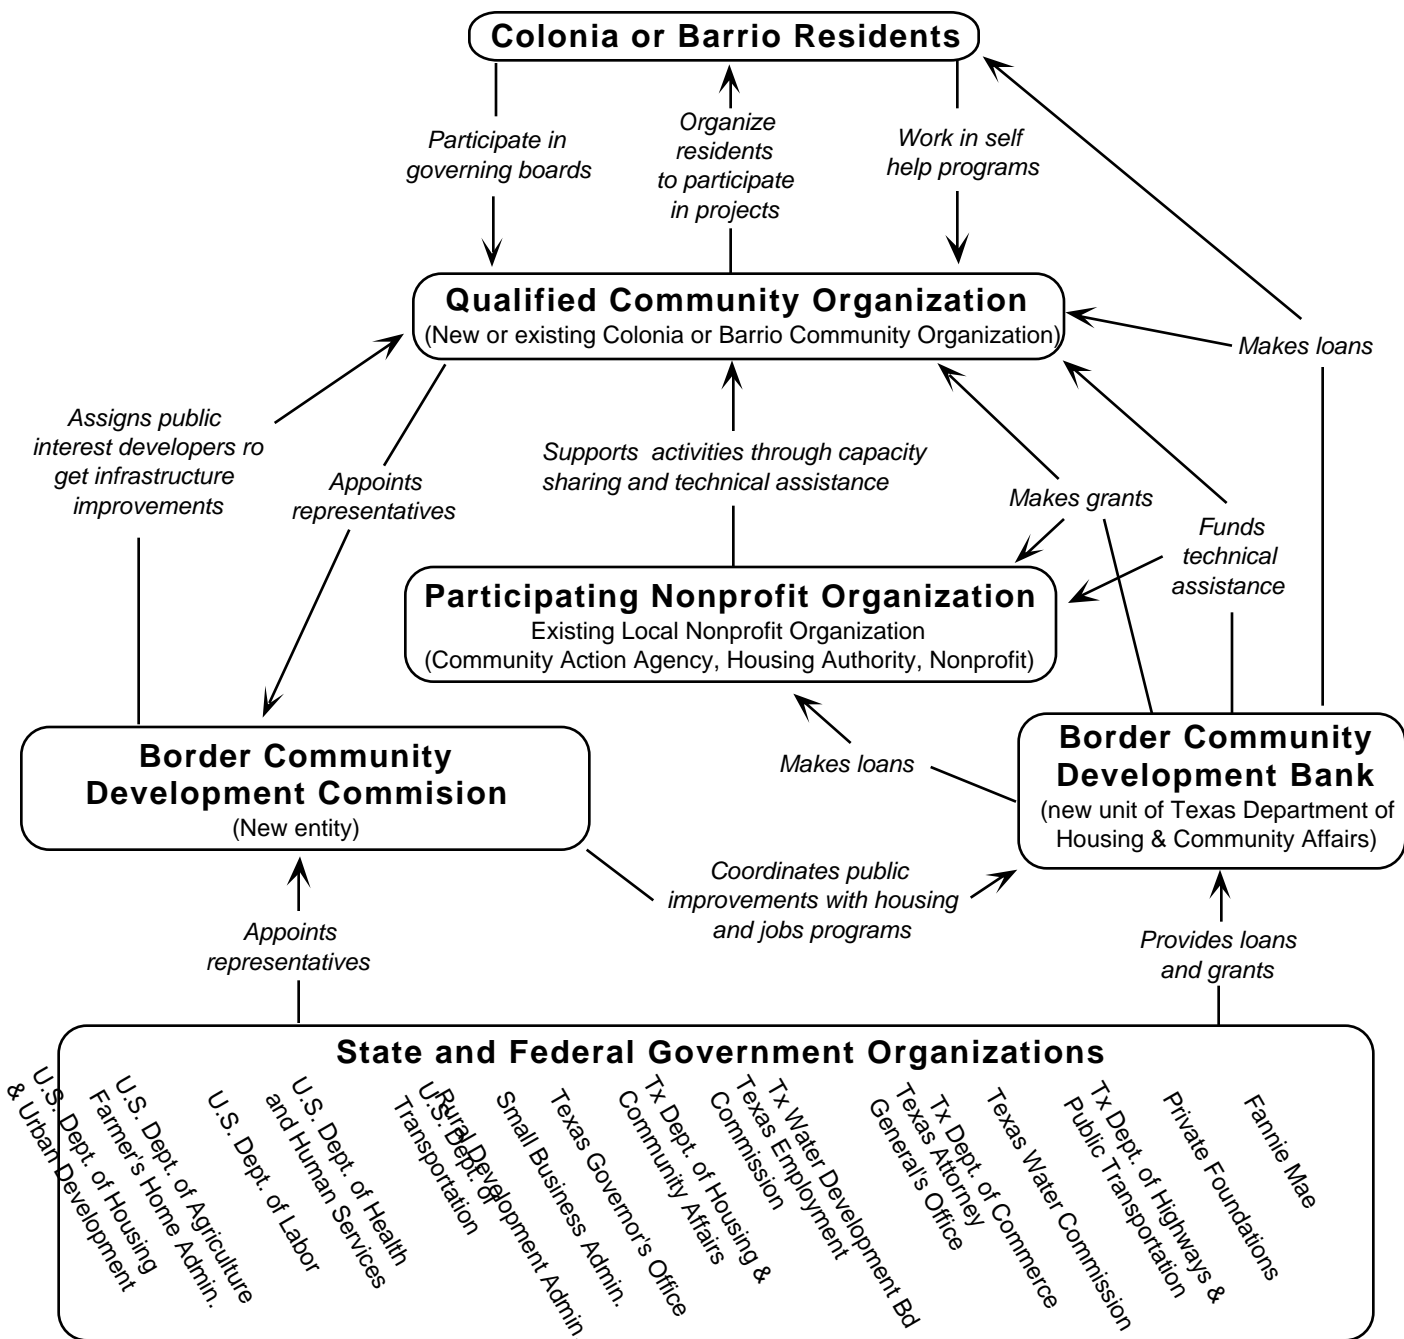 Colonia or Barrio Residents
Participate in
governing boards
Organize
residents
to participate
in projects
Work in self
help programs
Qualified Community Organization
(New or existing Colonia or Barrio Community Organization)
Makes loans
Assigns public
interest developers ro
get infrastructure
improvements
Appoints
representatives
Supports activities through capacity
sharing and technical assistance
Makes grants
Funds
technical
assistance
Participating Nonprofit Organization
Existing Local Nonprofit Organization
(Community Action Agency, Housing Authority, Nonprofit)
Border Community
Development Commision
(New entity)
Makes loans
Border Community
Development Bank
(new unit of Texas Department of
Housing & Community Affairs)
Coordinates public
improvements with housing
and jobs programs
Appoints
representatives
Provides loans
and grants
State and Federal Government Organizations
U.S. Dept. of Housing
& Urban Development
U.S. Dept. of Agriculture
Farmer's Home Admin.
U.S. Dept. of Labor
U.S. Dept. of Health
and Human Services
U.S. Dept. of
Transportation
Rural Development Admin
Small Business Admin.
Texas Governor's Office
Tx Dept. of Housing &
Community Affairs
Texas Employment
Commission
Tx Water Development Bd
Texas Attorney
General's Office
Tx Dept. of Commerce
Texas Water Commission
Tx Dept. of Highways &
Public Transportation
Private Foundations
Fannie Mae